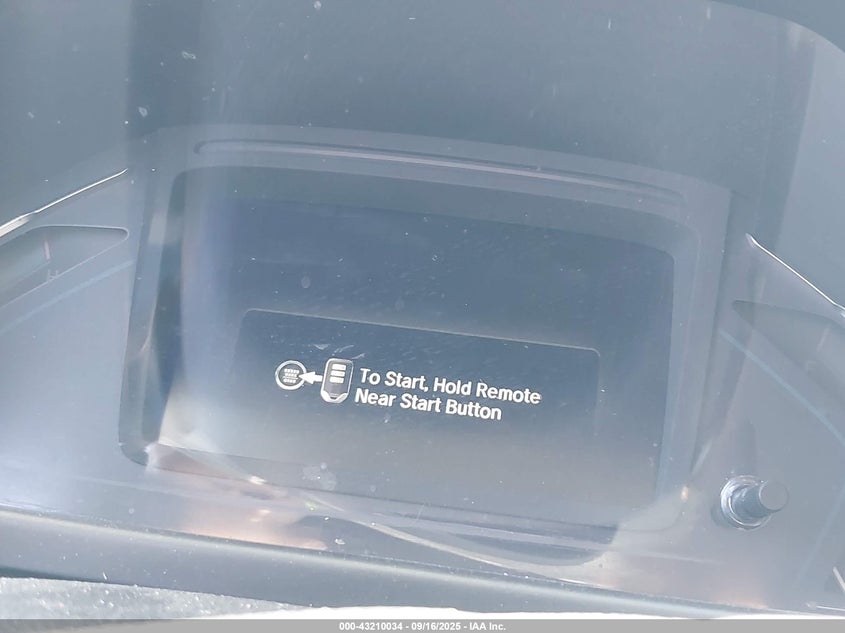 To Start, Hold Remote
Near Start Button
000-43210034 - 09/16/2025 - IAA Inc.